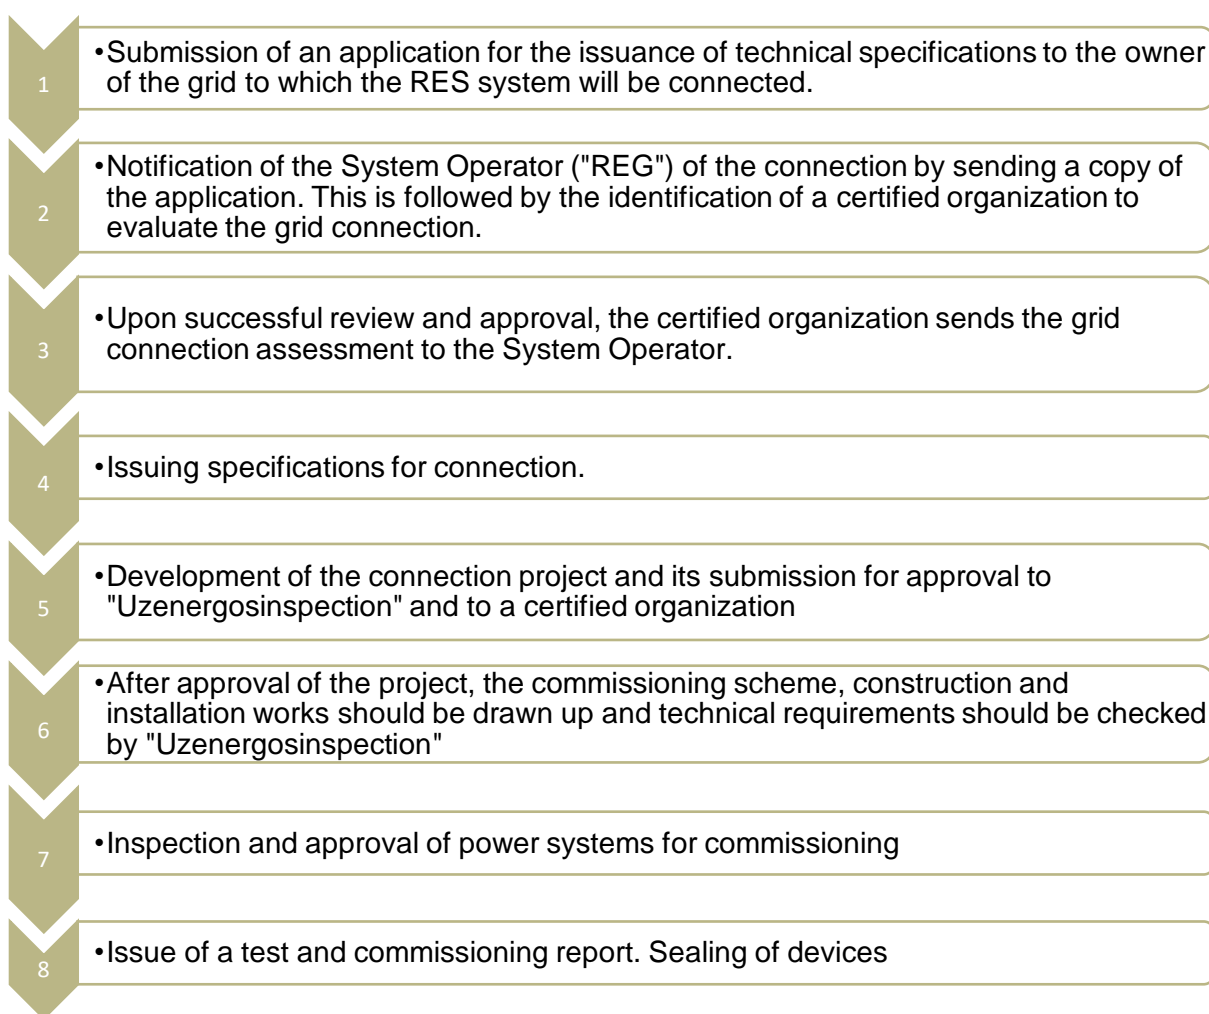 1
•Submission of an application for the issuance of technical specifications to the owner
of the grid to which the RES system will be connected.
2
•Notification of the System Operator ("REG") of the connection by sending a copy of
the application. This is followed by the identification of a certified organization to
evaluate the grid connection.
3
•Upon successful review and approval, the certified organization sends the grid
connection assessment to the System Operator.
4
•Issuing specifications for connection.
5
•Development of the connection project and its submission for approval to
"Uzenergosinspection" and to a certified organization
6
•After approval of the project, the commissioning scheme, construction and
installation works should be drawn up and technical requirements should be checked
by "Uzenergosinspection"
7
•Inspection and approval of power systems for commissioning
8
•Issue of a test and commissioning report. Sealing of devices